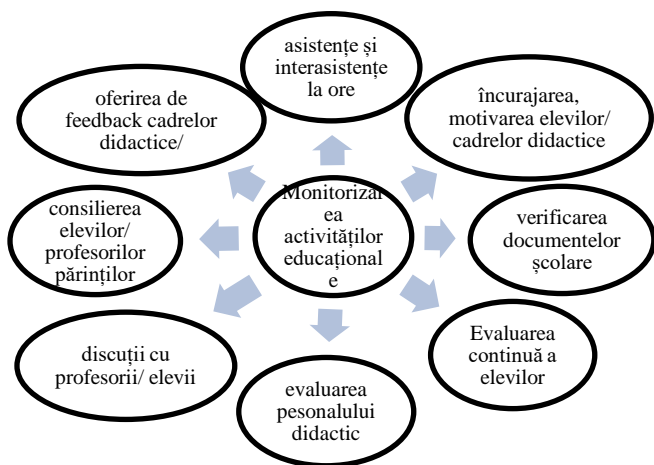 asistențe și
interasistențe
la ore
oferirea de
feedback cadrelor
didactice/
încurajarea,
motivarea elevilor/
cadrelor didactice
consilierea
elevilor/
profesorilor
părinților
Monitorizar
ea
activităților
educațional
e
verificarea
documentelor
școlare
discuții cu
profesorii/ elevii
Evaluarea
continuă a
elevilor
evaluarea
pesonalului
didactic